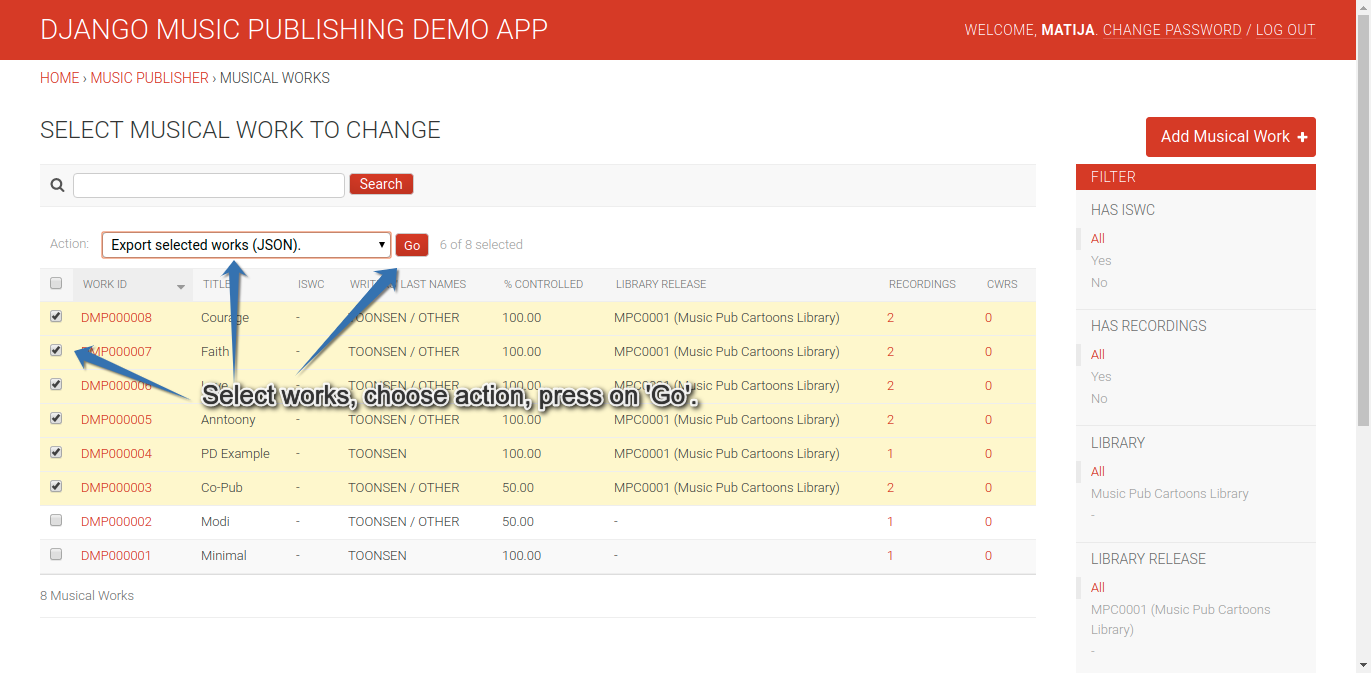 DJANGO MUSIC PUBLISHING DEMO APP
WELCOME, MATIJA. CHANGE PASSWORD / LOG OUT
HOME › MUSIC PUBLISHER › MUSICAL WORKS
SELECT MUSICAL WORK TO CHANGE
Add Musical Work +
Search
Action: Export selected works (JSON). Go 6 of 8 selected
WORK ID TITLE ISWC LAST NAMES % CONTROLLED LIBRARY RELEASE RECORDINGS CWRS
DMP000008 Courage - TOONSEN / OTHER 100.00 MPC0001 (Music Pub Cartoons Library) 2 0
DMP000007 Faith - TOONSEN / OTHER 100.00 MPC0001 (Music Pub Cartoons Library) 2 0
DMP000006 - TOONSEN / OTHER 100.00 MPC0001 (Music Pub Cartoons Library) 2 0
Select works, choose action, press on 'Go'.
DMP000005 Anntoony - TOONSEN / OTHER 100.00 MPC0001 (Music Pub Cartoons Library) 2 0
DMP000004 PD Example - TOONSEN 100.00 MPC0001 (Music Pub Cartoons Library) 1 0
DMP000003 Co-Pub - TOONSEN / OTHER 50.00 MPC0001 (Music Pub Cartoons Library) 2 0
DMP000002 Modi - TOONSEN / OTHER 50.00 - 1 0
DMP000001 Minimal - TOONSEN 100.00 - 1 0
8 Musical Works
FILTER
HAS ISWC
All
Yes
No
HAS RECORDINGS
All
Yes
No
LIBRARY
All
Music Pub Cartoons Library
-
LIBRARY RELEASE
All
MPC0001 (Music Pub Cartoons
Library)
-